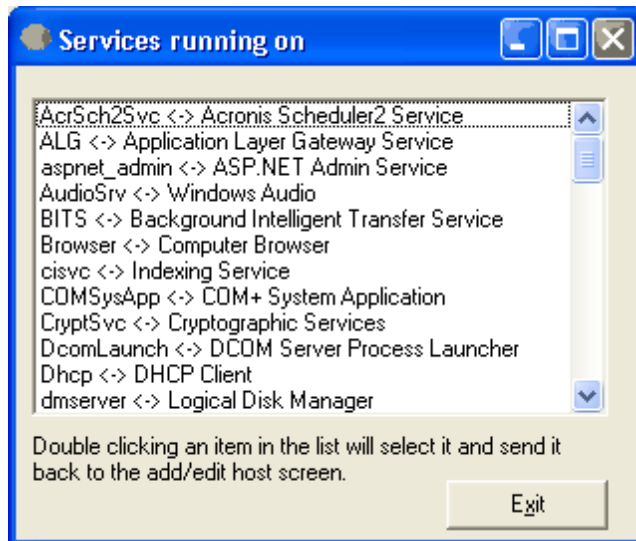 Services running on
AcrSch2Svc <-> Acronis Scheduler2 Service
ALG <-> Application Layer Gateway Service
aspnet_admin <-> ASP.NET Admin Service
AudioSrv <-> Windows Audio
BITS <-> Background Intelligent Transfer Service
Browser <-> Computer Browser
cisvc <-> Indexing Service
COMSysApp <-> COM+ System Application
CryptSvc <-> Cryptographic Services
DcomLaunch <-> DCOM Server Process Launcher
Dhcp <-> DHCP Client
dmserver <-> Logical Disk Manager
Double clicking an item in the list will select it and send it
back to the add/edit host screen.
Exit